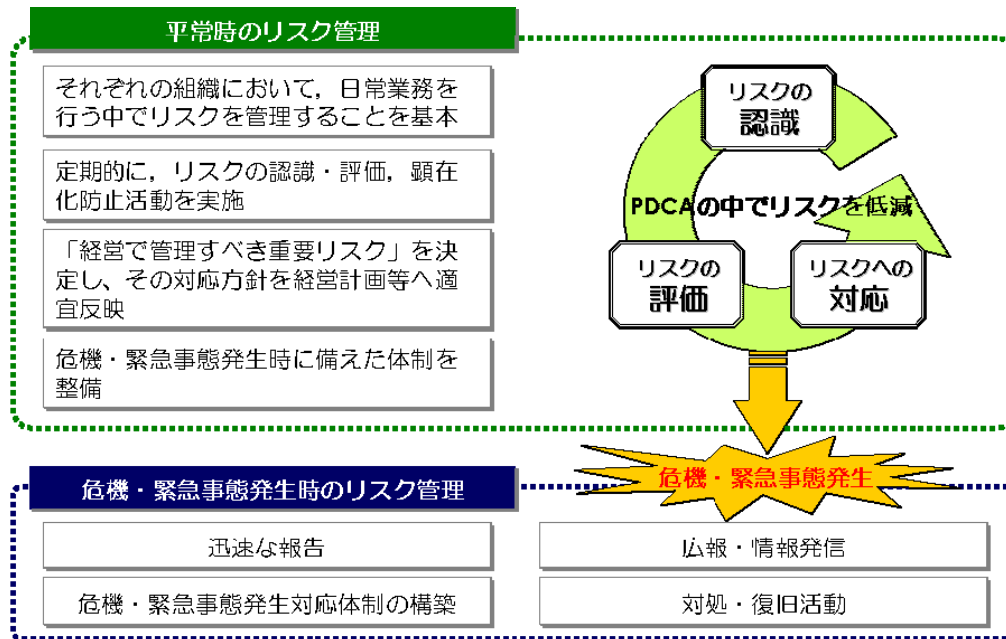 平常時のリスク管理
それぞれの組織において，日常業務を
行う中でリスクを管理することを基本
定期的に，リスクの認識・評価，顕在
化防止活動を実施
「経営で管理すべき重要リスク」を決
定し、その対応方針を経営計画等へ適
宜反映
危機・緊急事態発生時に備えた体制を
整備
リスクの
認識
PDCAの中でリスクを低減
リスクの
評価
リスクへの
対応
危機・緊急事態発生
危機・緊急事態発生時のリスク管理
迅速な報告
広報・情報発信
危機・緊急事態発生対応体制の構築
対処・復旧活動